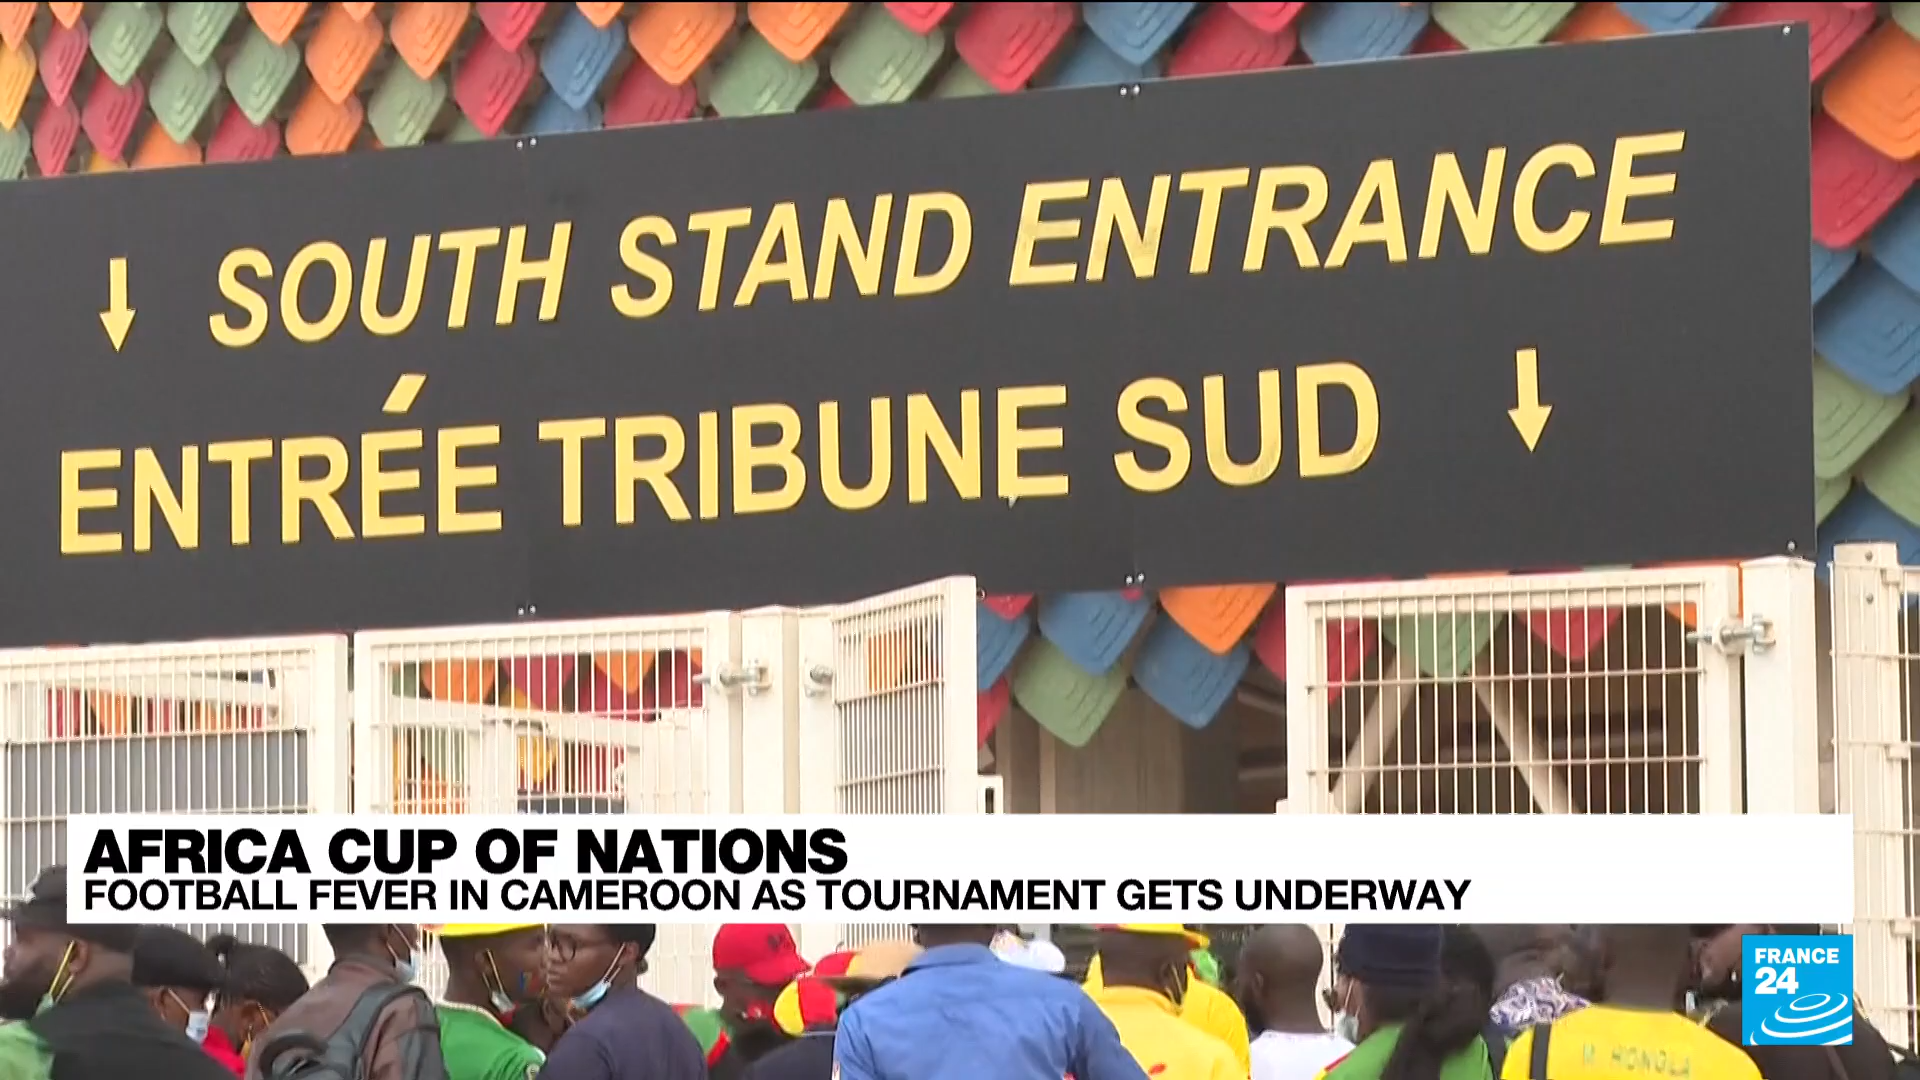 SOUTH STAND ENTRANCE
ENTRÉE TRIBUNE SUD
AFRICA CUP OF NATIONS
FOOTBALL FEVER IN CAMEROON AS TOURNAMENT GETS UNDERWAY
FRANCE
24